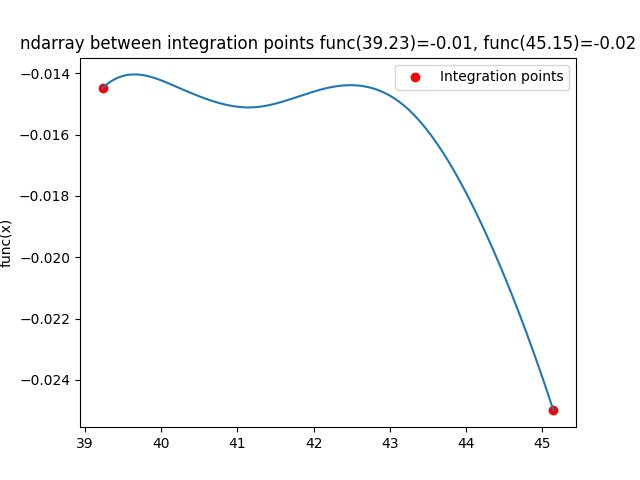 ndarray between integration points func(39.23)=-0.01, func(45.15)=-0.02
Integration points
func(x)
−0.014
−0.016
−0.018
−0.020
−0.022
−0.024
39 40 41 42 43 44 45